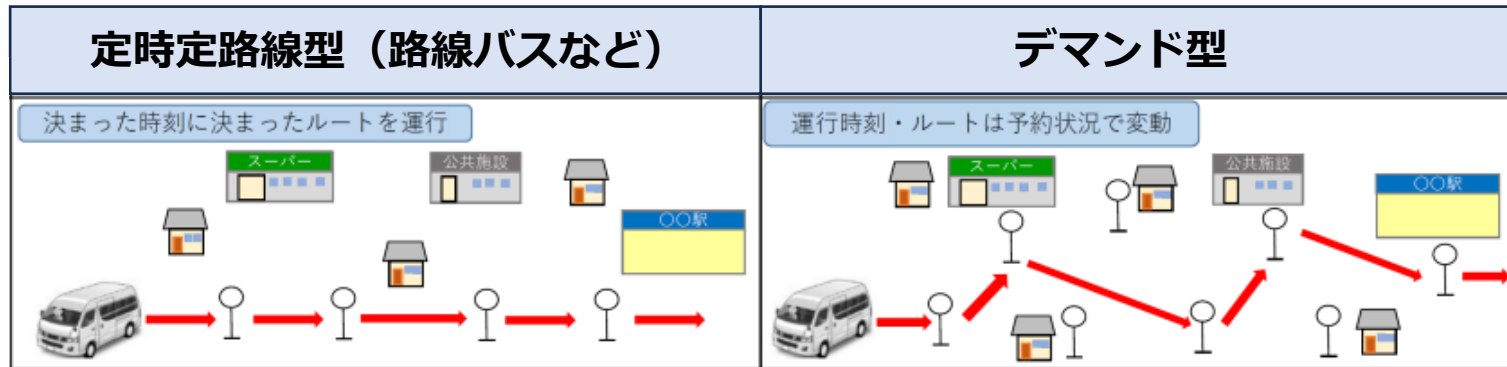 定時定路線型（路線バスなど）
デマンド型
決まった時刻に決まったルートを運行
スーパー
公共施設
〇〇駅
運行時刻・ルートは予約状況で変動
スーパー
公共施設
〇〇駅